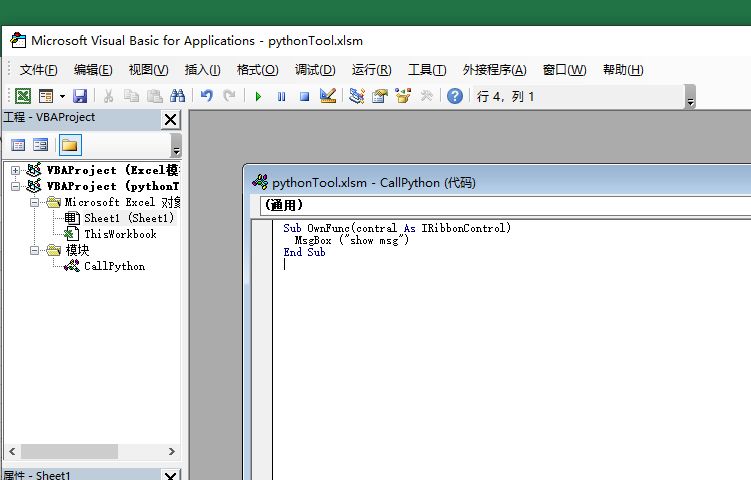 Microsoft Visual Basic for Applications - pythonTool.xlsm
文件(F) 编辑(E) 视图(V) 插入(I) 格式(O) 调试(D) 运行(R) 工具(T) 外接程序(A) 窗口(W) 帮助(H)
行 4，列 1
工程 - VBAProject
VBAProject (Excel模
VBAProject (pythonT
Microsoft Excel 对象
Sheet1 (Sheet1)
ThisWorkbook
模块
CallPython
pythonTool.xlsm - CallPython (代码)
(通用)
Sub OwnFunc(contral As IRibbonControl)
MsgBox ("show msg")
End Sub
属性 - Sheet1